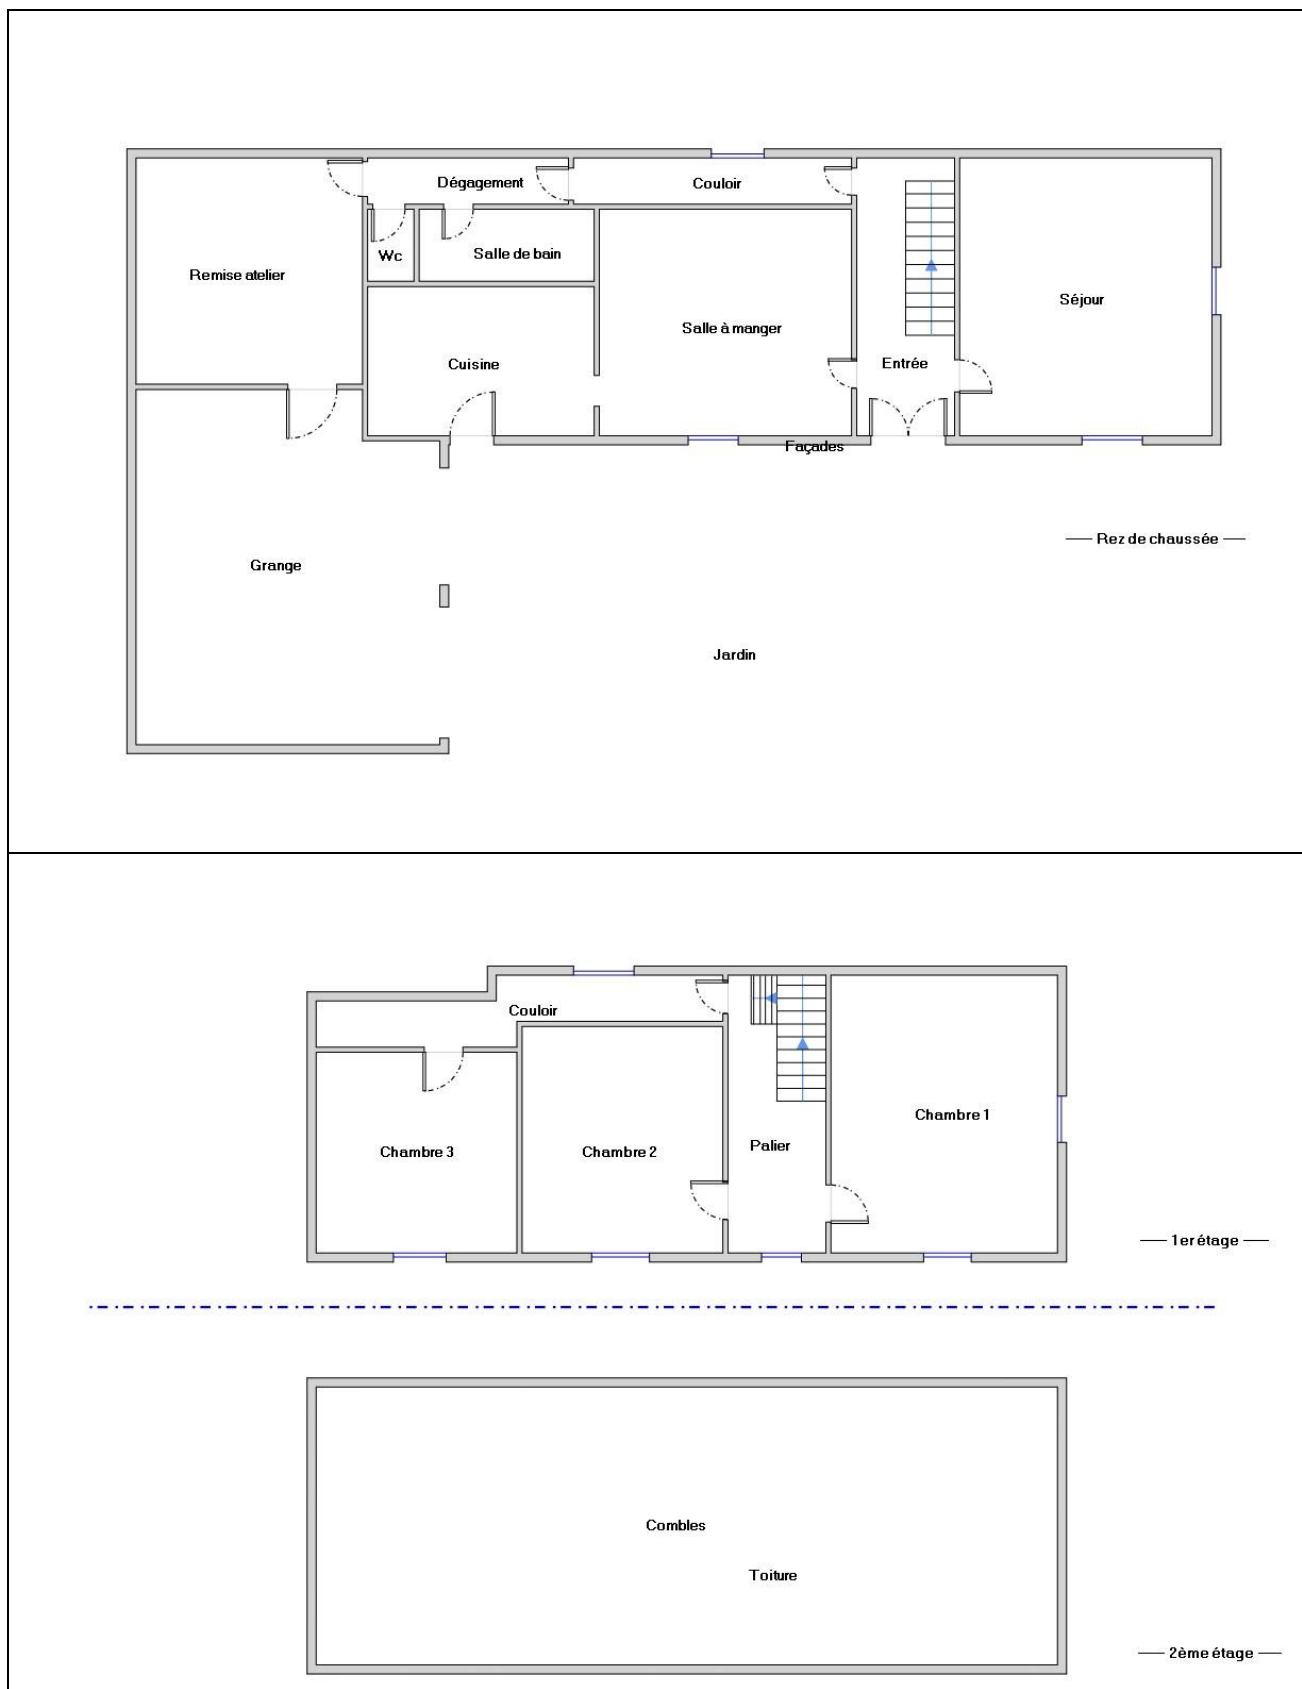 Dégagement
Couloir
Wc
Salle de bain
Remise atelier
Séjour
Salle à manger
Cuisine
Entrée
Façades
Rez de chaussée
Grange
Jardin
Couloir
Chambre 1
Chambre 3
Chambre 2
Palier
1er étage
Combles
Toiture
2ème étage